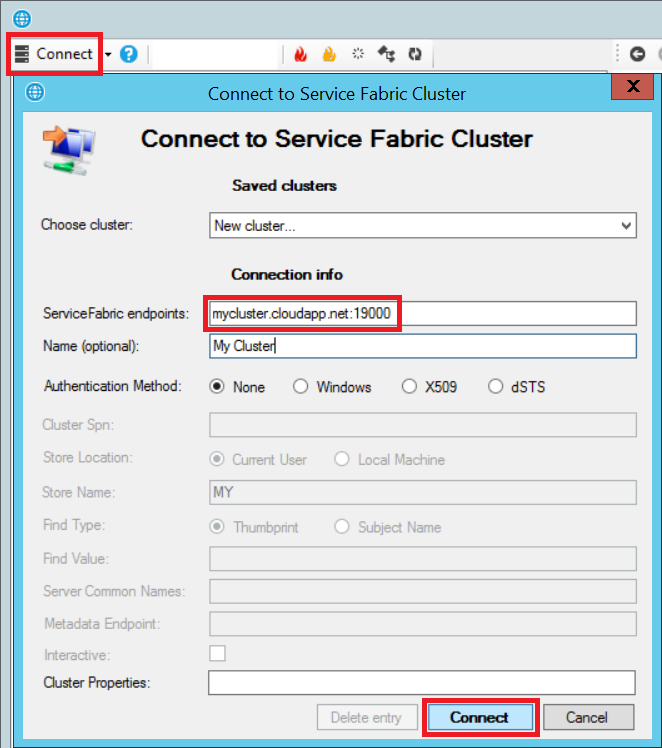 Connect
Connect to Service Fabric Cluster
X
Connect to Service Fabric Cluster
Saved clusters
Choose cluster: New cluster...
Connection info
ServiceFabric endpoints: mycluster.cloudapp.net:19000
Name (optional): My Cluster
Authentication Method: None Windows X509 dSTS
Cluster Spn:
Store Location: Current User Local Machine
Store Name: MY
Find Type: Thumbprint Subject Name
Find Value:
Server Common Names:
Metadata Endpoint:
Interactive:
Cluster Properties:
Delete entry Connect Cancel